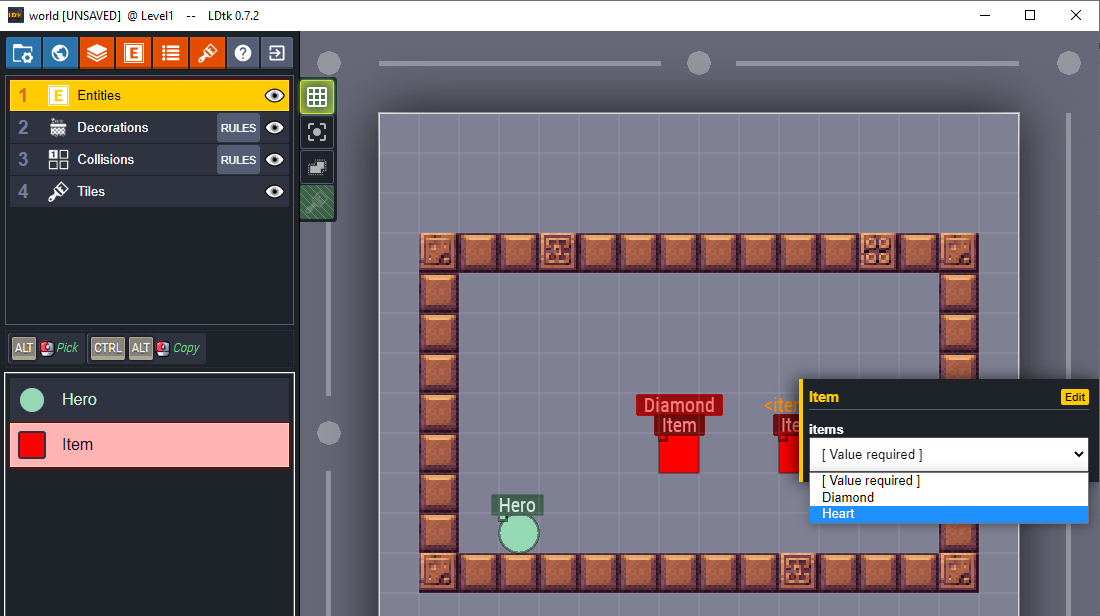 world [UNSAVED] @ Level1 -- LDtk 0.7.2
1 E Entities
2 Decorations RULES
3 Collisions RULES
4 Tiles
ALT Pick CTRL ALT Copy
Hero
Item
Diamond
Item
Hero
Item Edit
items
[ Value required ]
[ Value required ]
Diamond
Heart